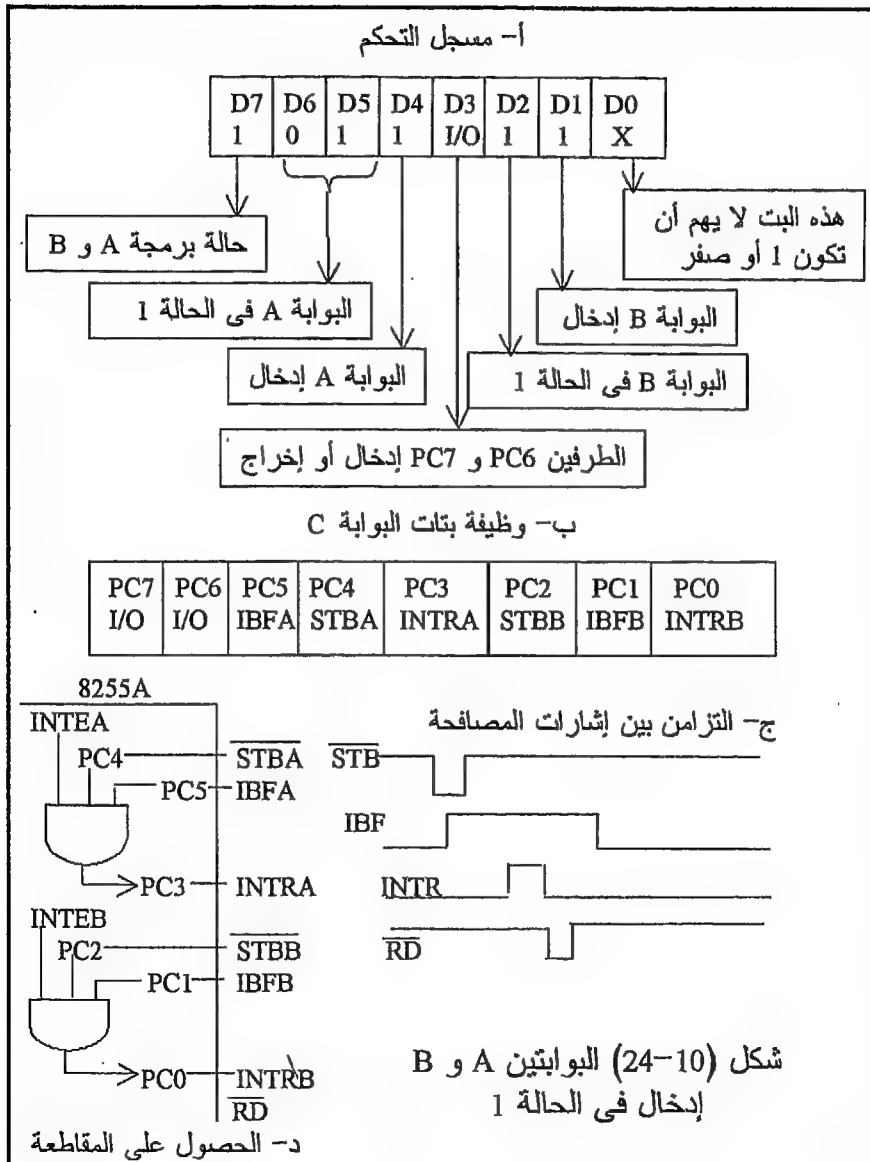 أ- مسجل التحكم
D7 D6 D5 D4 D3 D2 D1 D0
1 0 1 1 I/O 1 1 X
هذه البت لا يهم أن
تكون 1 أو صفر
حالة برمجة A و B
البوابة A فى الحالة 1
البوابة B إدخال
البوابة A إدخال
البوابة B فى الحالة 1
الطرفين PC6 و PC7 إدخال أو إخراج
ب- وظيفة بتات البوابة C
PC7 PC6 PC5 PC4 PC3 PC2 PC1 PC0
I/O I/O IBFA STBA INTRA STBB IBFB INTRB
8255A
INTEA
PC4 STBA
PC5 IBFA
PC3 INTRA
INTEB
PC2 STBB
PC1 IBFB
PC0 INTRB
RD
د- الحصول على المقاطعة
ج- التزامن بين إشارات المصافحة
STB
IBF
INTR
RD
شكل (10-24) البوابتين A و B
إدخال فى الحالة 1